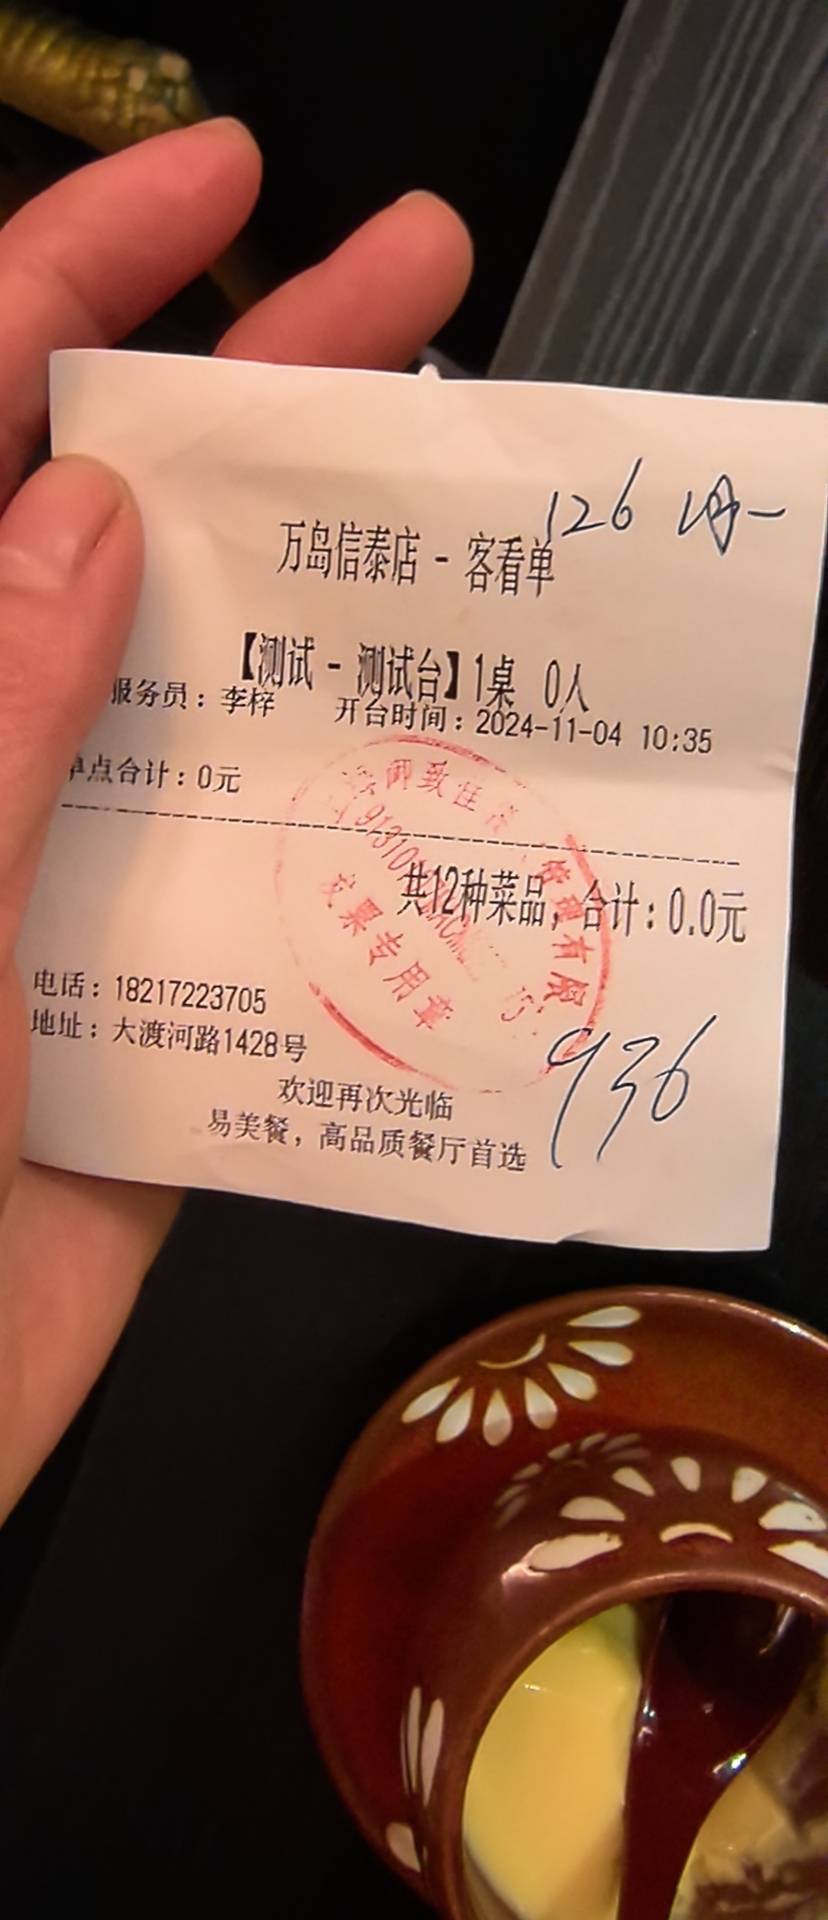 126
万岛信泰店 - 客看单
【测试 - 测试台】1桌 0人
服务员：李梓 开台时间：2024-11-04 10:35
点合计：0元
共12种菜品，合计：0.0元
发票专用章
电话：18217223705
地址：大渡河路1428号
936
欢迎再次光临
易美餐，高品质餐厅首选